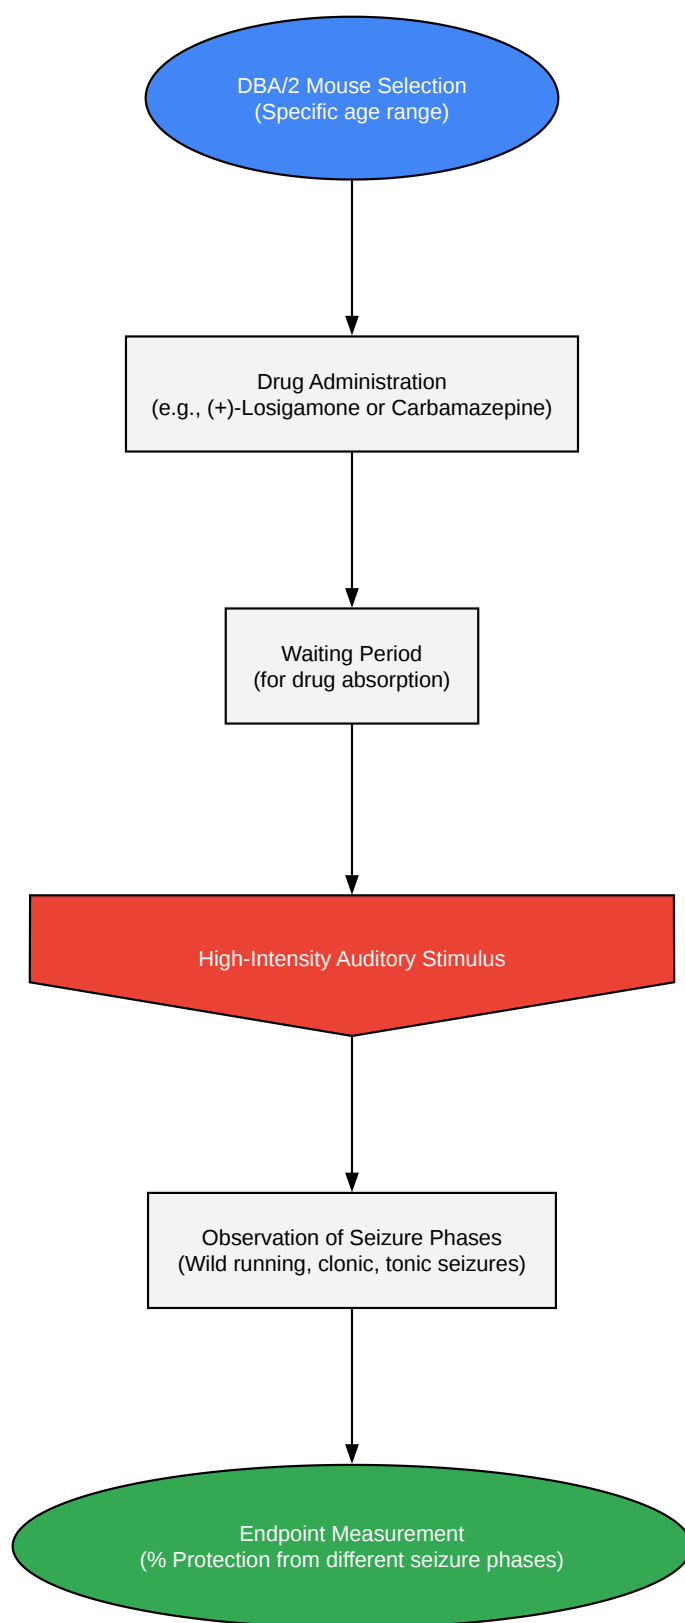 DBA/2 Mouse Selection
(Specific age range)
Drug Administration
(e.g., (+)-Losigamone or Carbamazepine)
Waiting Period
(for drug absorption)
High-Intensity Auditory Stimulus
Observation of Seizure Phases
(Wild running, clonic, tonic seizures)
Endpoint Measurement
(% Protection from different seizure phases)